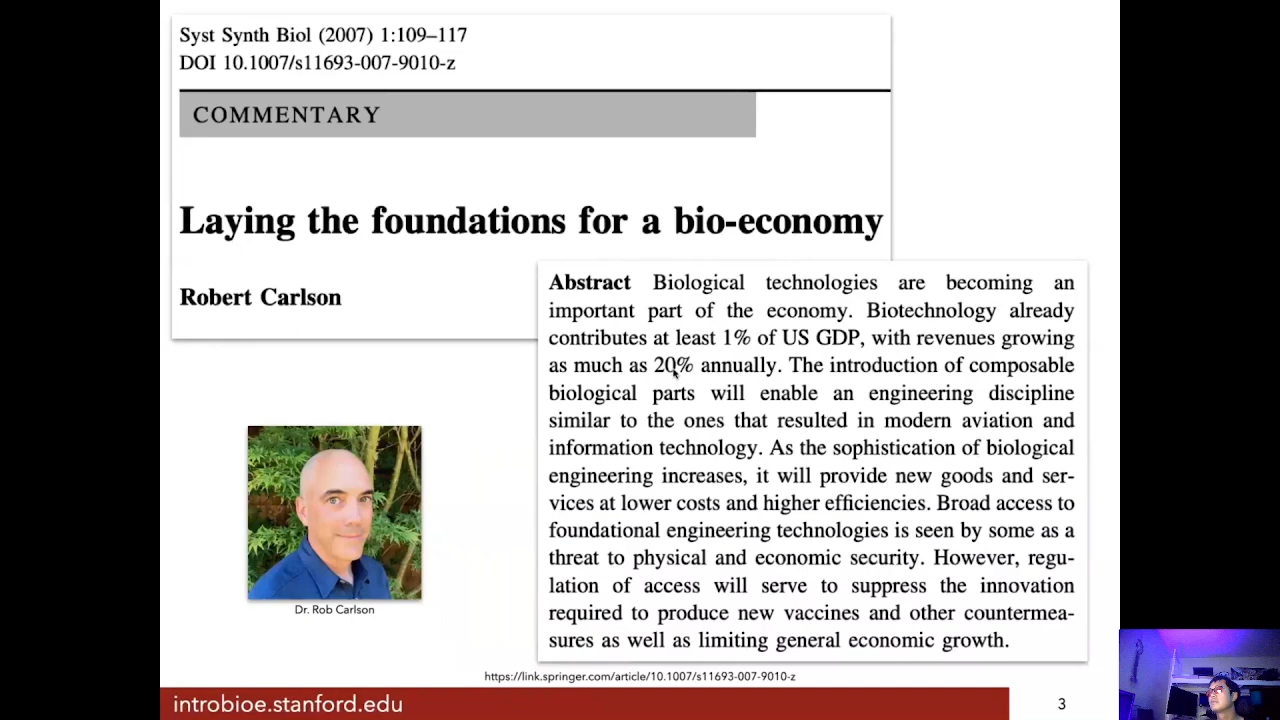 Syst Synth Biol (2007) 1:109–117
DOI 10.1007/s11693-007-9010-z
COMMENTARY
Laying the foundations for a bio-economy
Robert Carlson
Abstract Biological technologies are becoming an
important part of the economy. Biotechnology already
contributes at least 1% of US GDP, with revenues growing
as much as 20% annually. The introduction of composable
biological parts will enable an engineering discipline
similar to the ones that resulted in modern aviation and
information technology. As the sophistication of biological
engineering increases, it will provide new goods and ser-
vices at lower costs and higher efficiencies. Broad access to
foundational engineering technologies is seen by some as a
threat to physical and economic security. However, regu-
lation of access will serve to suppress the innovation
required to produce new vaccines and other countermea-
sures as well as limiting general economic growth.
Dr. Rob Carlson
https://link.springer.com/article/10.1007/s11693-007-9010-z
introbioe.stanford.edu
3